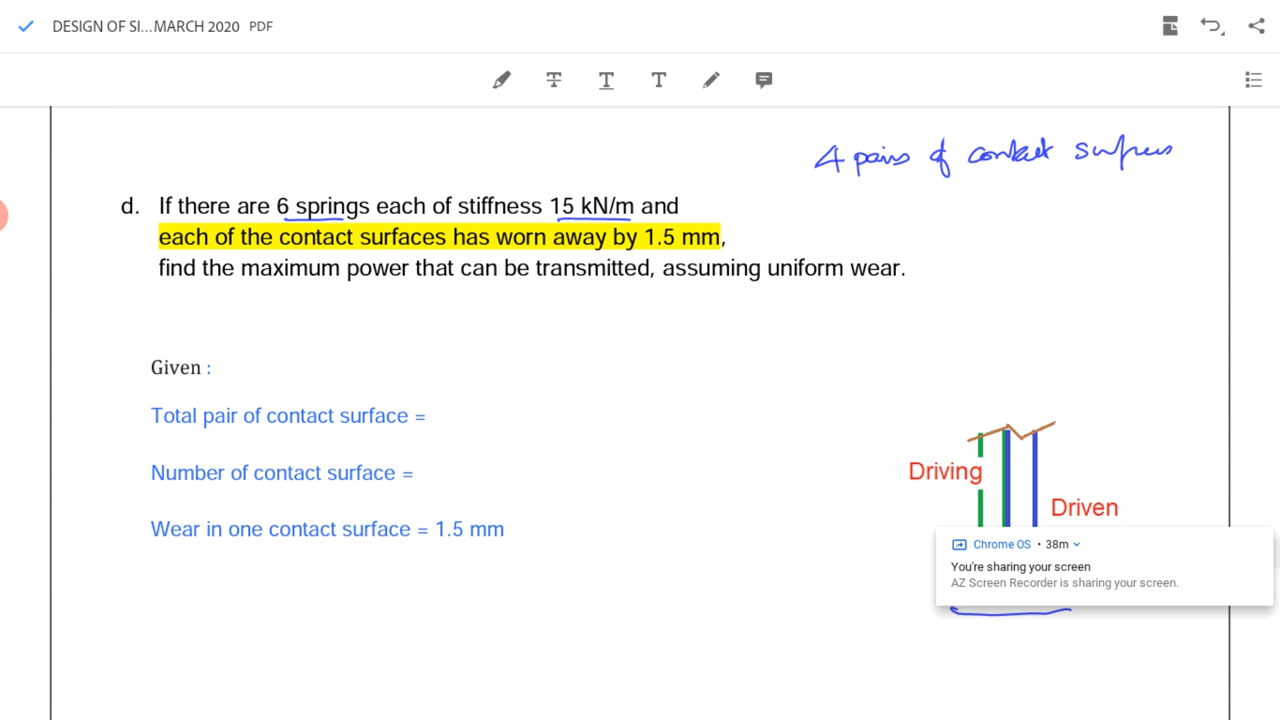 DESIGN OF SI...MARCH 2020 PDF
4 pairs of contact surfaces
d. If there are 6 springs each of stiffness 15 kN/m and
each of the contact surfaces has worn away by 1.5 mm,
find the maximum power that can be transmitted, assuming uniform wear.
Given :
Total pair of contact surface =
Number of contact surface =
Wear in one contact surface = 1.5 mm
Driving
Driven
Chrome OS • 38m
You're sharing your screen
AZ Screen Recorder is sharing your screen.